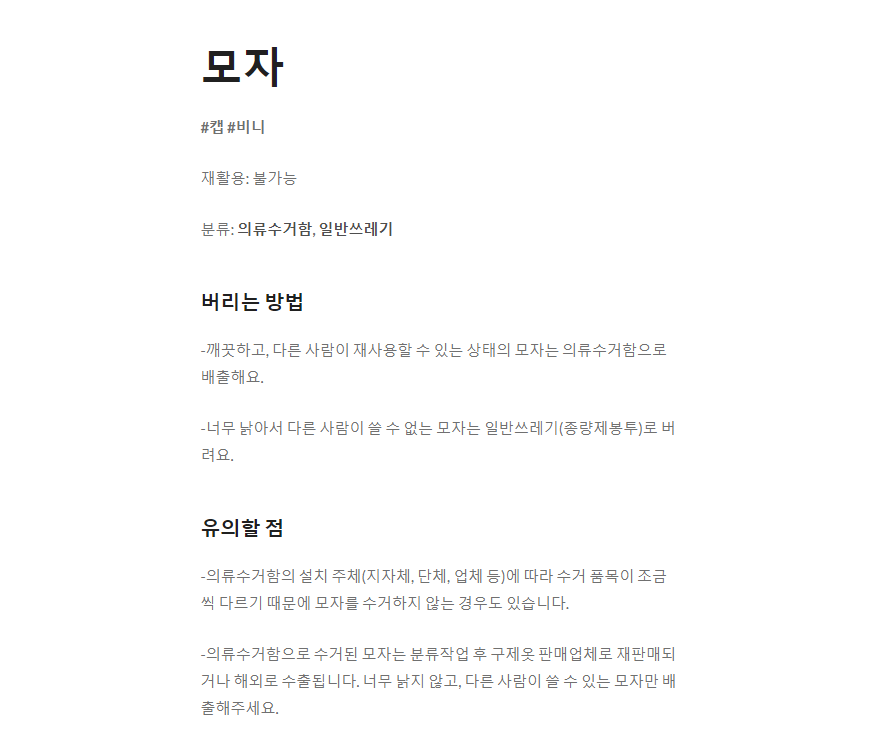 모자
#캡 #비니
재활용: 불가능
분류: 의류수거함, 일반쓰레기
버리는 방법
-깨끗하고, 다른 사람이 재사용할 수 있는 상태의 모자는 의류수거함으로
배출해요.
-너무 낡아서 다른 사람이 쓸 수 없는 모자는 일반쓰레기(종량제봉투)로 버
려요.
유의할 점
-의류수거함의 설치 주체(지자체, 단체, 업체 등)에 따라 수거 품목이 조금
씩 다르기 때문에 모자를 수거하지 않는 경우도 있습니다.
-의류수거함으로 수거된 모자는 분류작업 후 구제옷 판매업체로 재판매되
거나 해외로 수출됩니다. 너무 낡지 않고, 다른 사람이 쓸 수 있는 모자만 배
출해주세요.